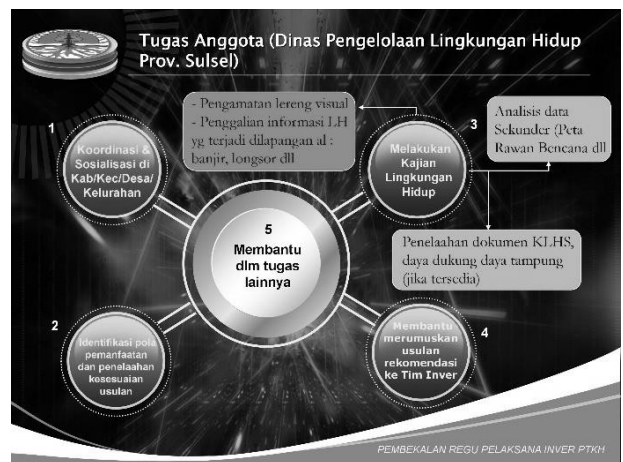 Tugas Anggota (Dinas Pengelolaan Lingkungan Hidup
Prov. Sulsel)
1
Koordinasi &
Sosialisasi di
Kab/Kec/Desa/
Kelurahan
2
Identifikasi pola
pemanfaatan
dan penelaahan
kesesuaian
usulan
- Pengamatan lereng visual
- Penggalian informasi LH
yg terjadi dilapangan al :
banjir, longsor dll
3
Melakukan
Kajian
Lingkungan
Hidup
Analisis data
Sekunder (Peta
Rawan Bencana dll
Penelaahan dokumen KLHS,
daya dukung daya tampung
(jika tersedia)
4
Membantu
merumuskan
usulan
rekomendasi
ke Tim Inver
5
Membantu
dlm tugas
lainnya
PEMBEKALAN REGU PELAKSANA INVER PTKH